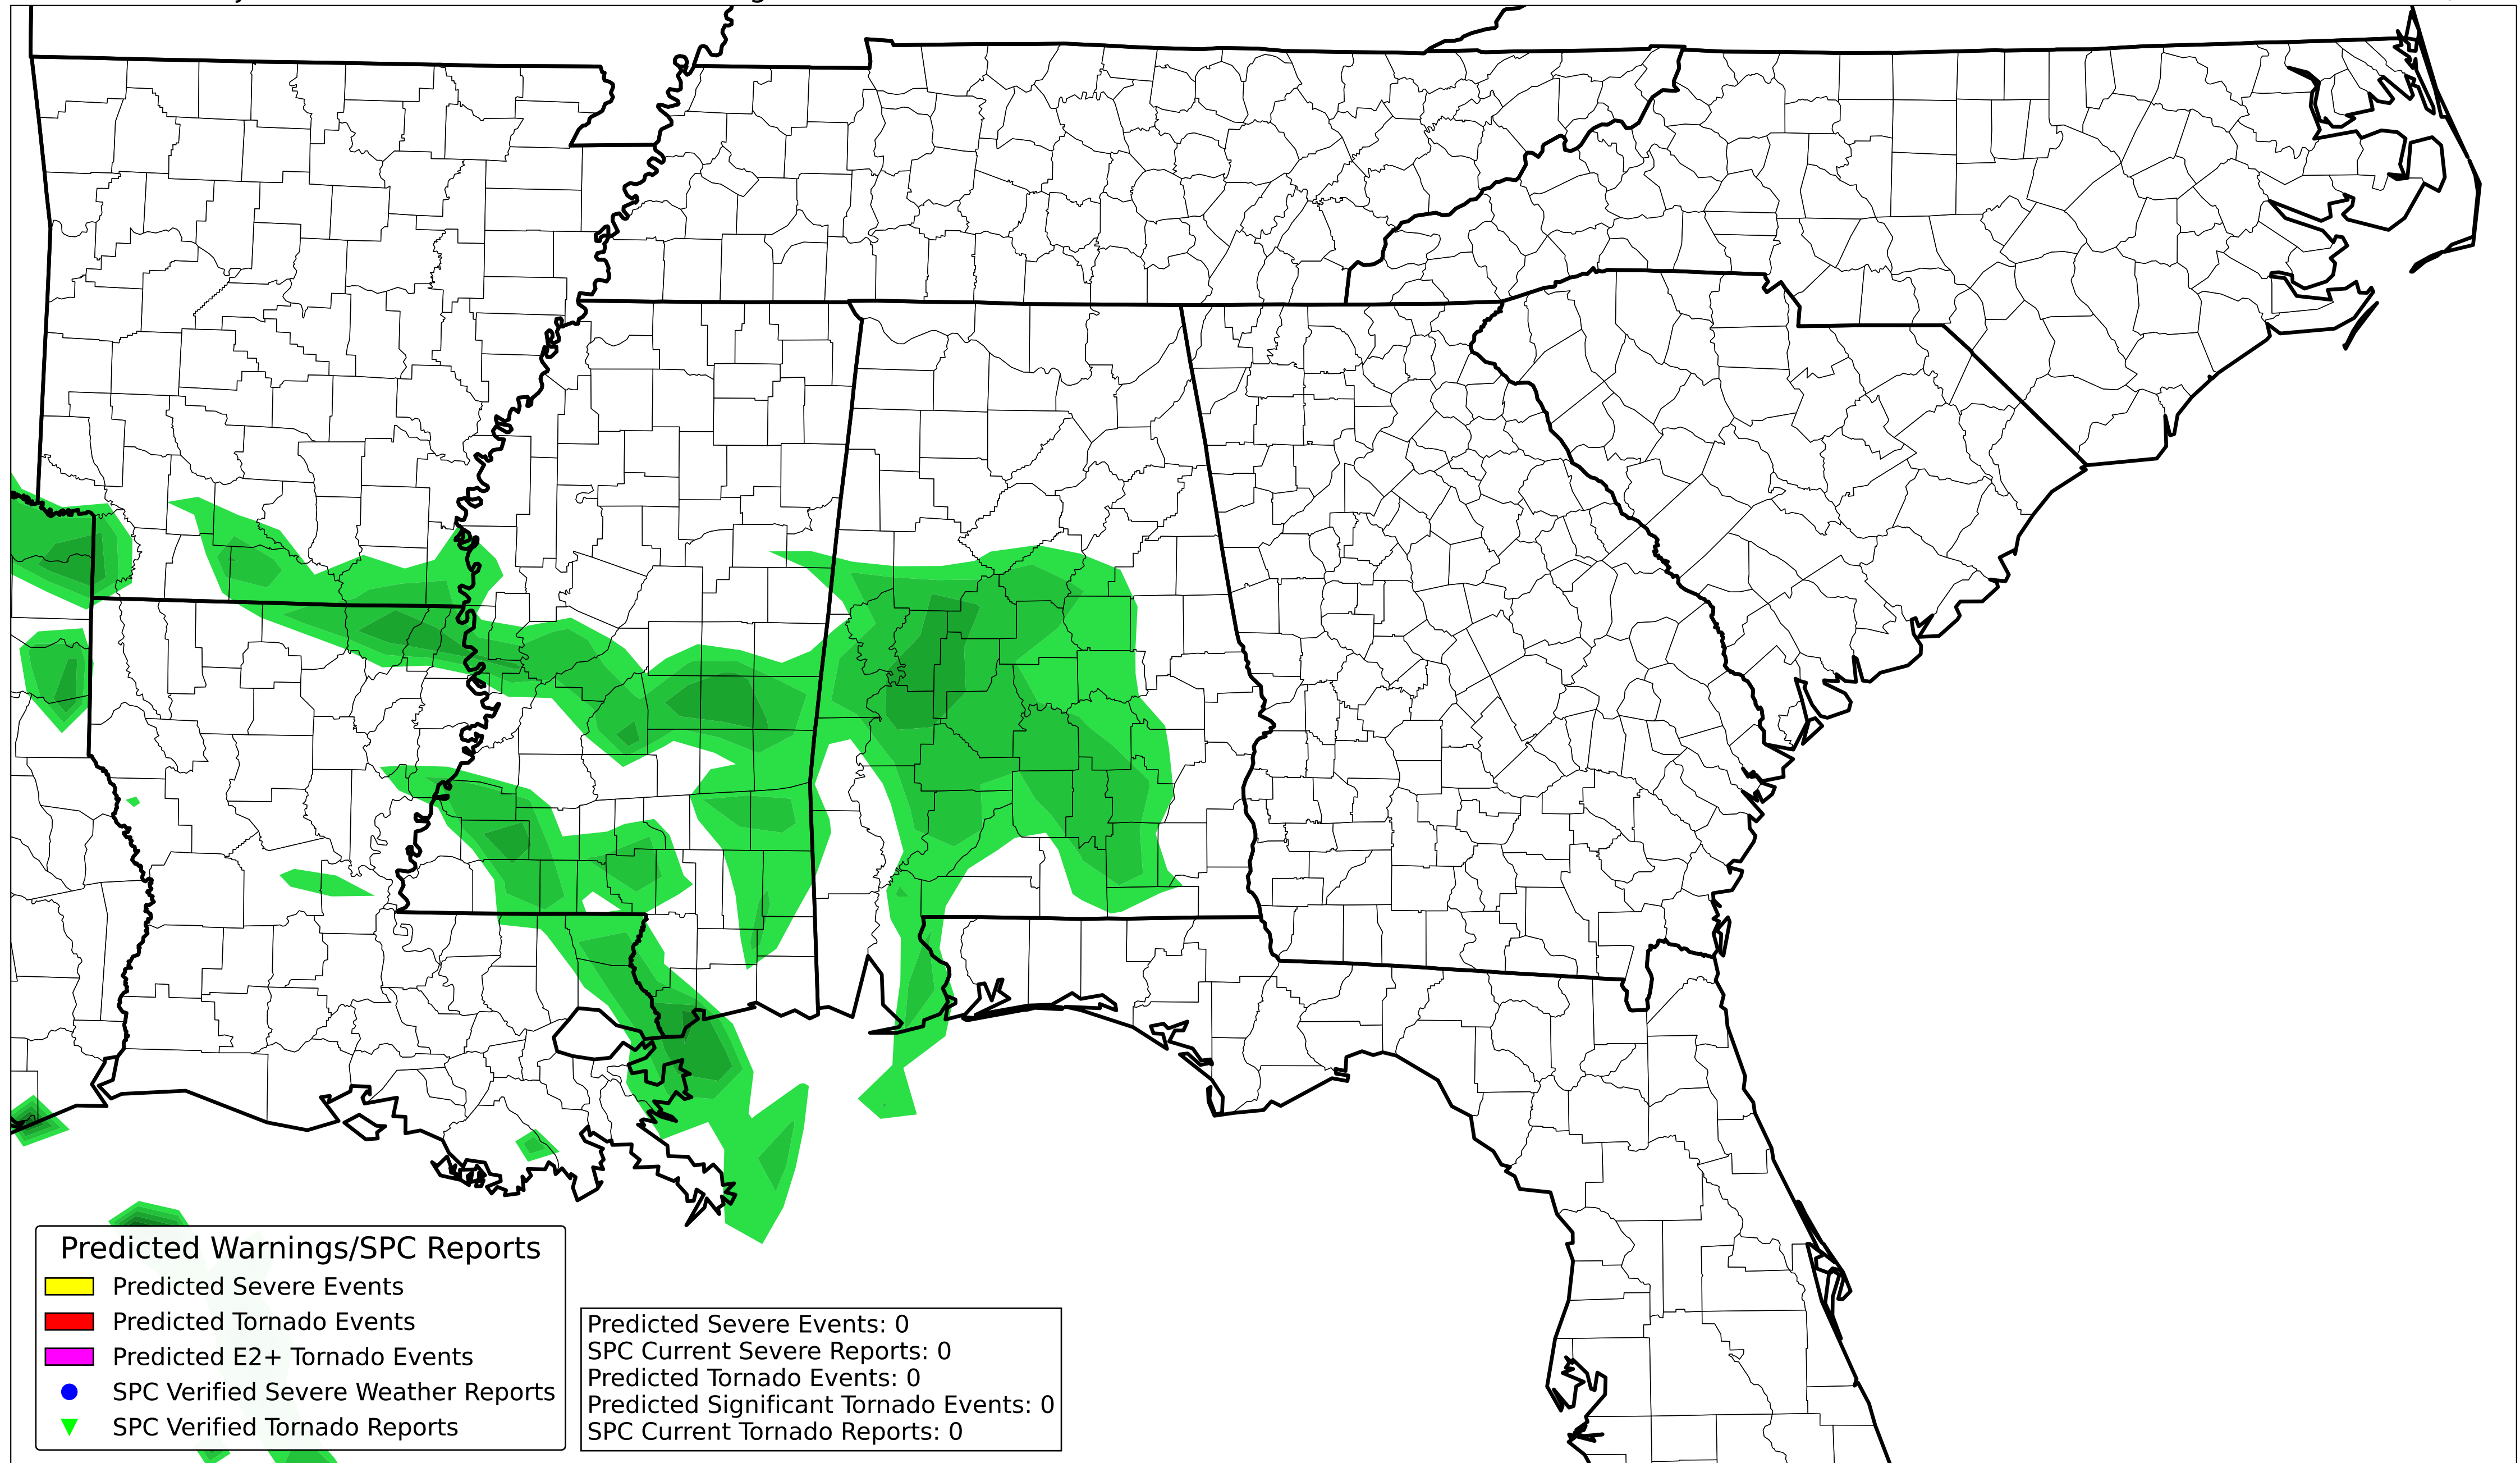 Predicted Warnings/SPC Reports
Predicted Severe Events
Predicted Tornado Events
Predicted E2+ Tornado Events
SPC Verified Severe Weather Reports
SPC Verified Tornado Reports
Predicted Severe Events: 0
SPC Current Severe Reports: 0
Predicted Tornado Events: 0
Predicted Significant Tornado Events: 0
SPC Current Tornado Reports: 0